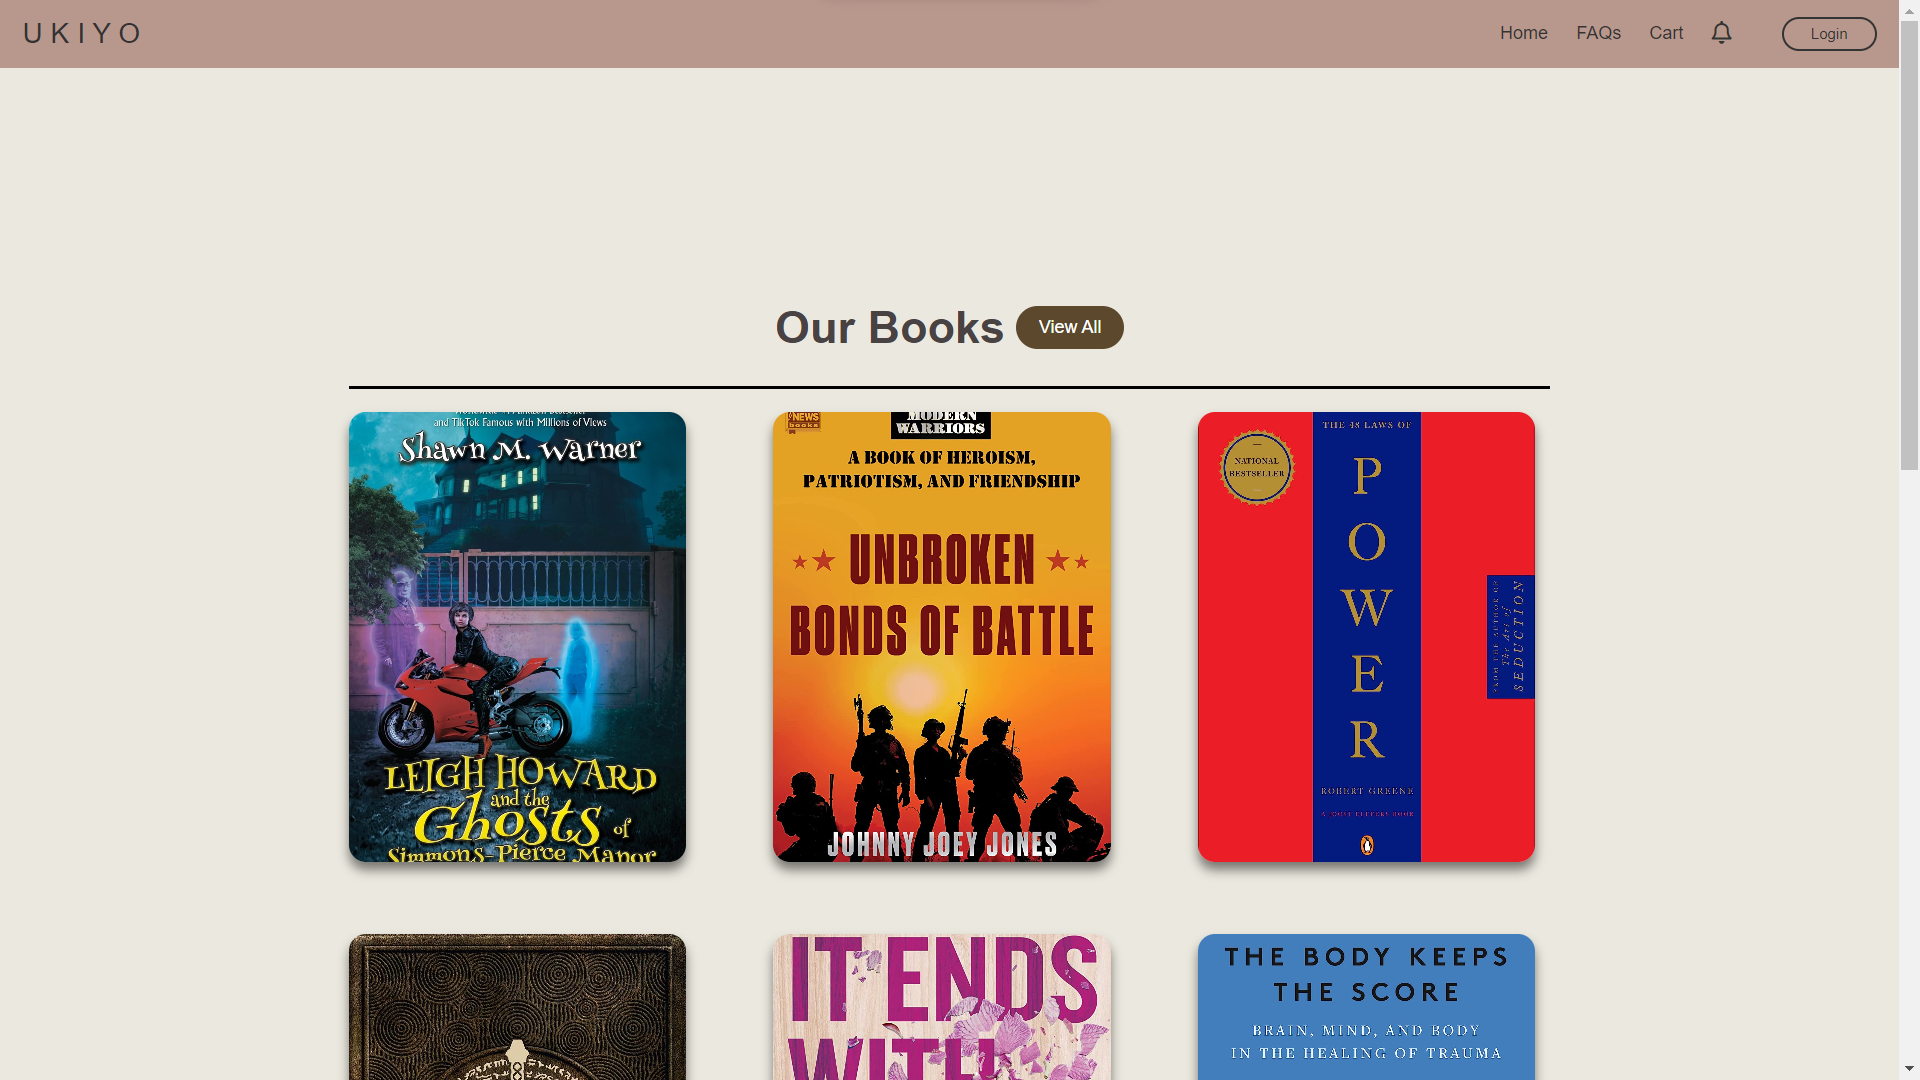 UKIYO
Home
FAQs
Cart
Login
Our Books
View All
and TikTok Famous with Millions of Views
Shawn M. Warner
LEIGH HOWARD
and the
Ghosts of
Simmons-Pierce Manor
NEWS
books
MODERN
WARRIORS
A BOOK OF HEROISM,
PATRIOTISM, AND FRIENDSHIP
UNBROKEN
BONDS OF BATTLE
JOHNNY JOEY JONES
THE 48 LAWS OF
POWER
NATIONAL
BESTSELLER
FROM THE AUTHOR OF
The Art of
SEDUCTION
ROBERT GREENE
IT ENDS
WITH
THE BODY KEEPS
THE SCORE
BRAIN, MIND, AND BODY
IN THE HEALING OF TRAUMA